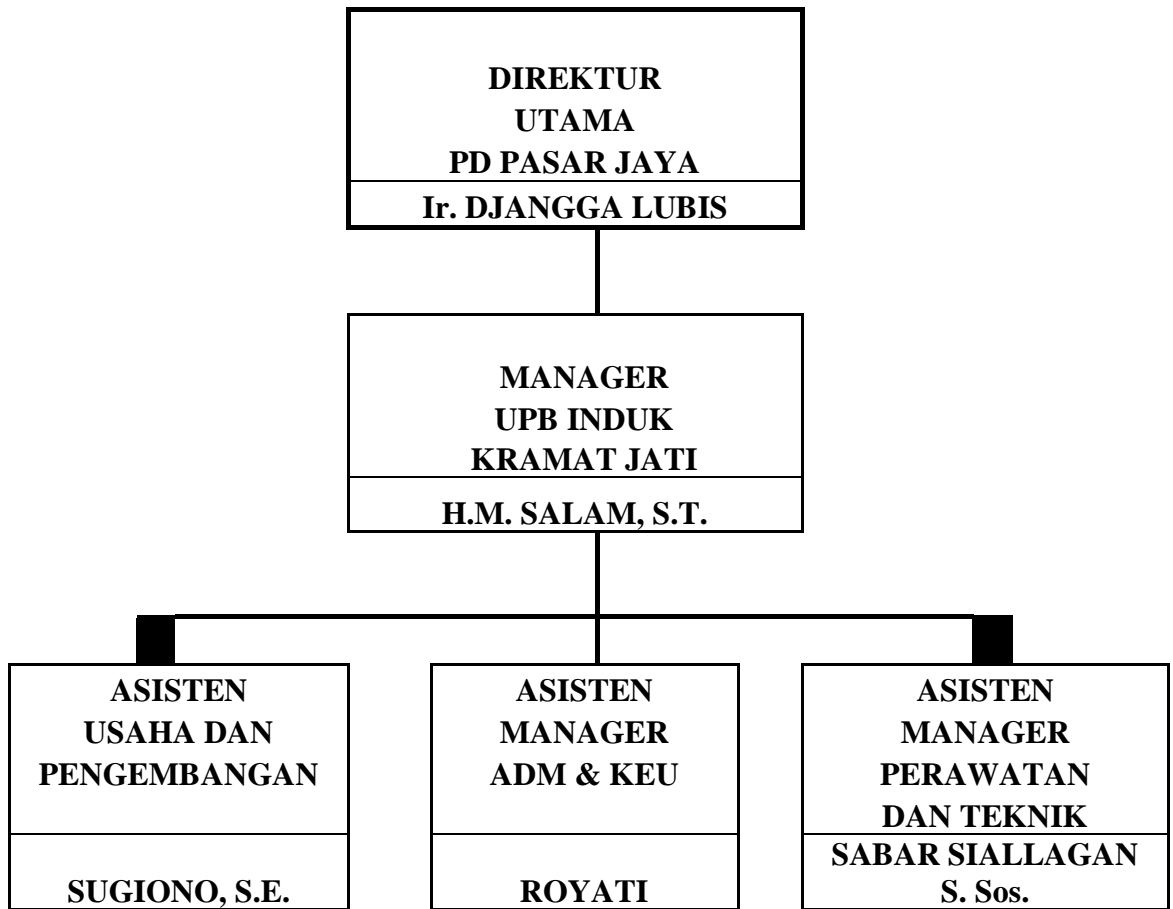 DIREKTUR
UTAMA
PD PASAR JAYA
Ir. DJANGGA LUBIS
MANAGER
UPB INDUK
KRAMAT JATI
H.M. SALAM, S.T.
ASISTEN
USAHA DAN
PENGEMBANGAN
SUGIONO, S.E.
ASISTEN
MANAGER
ADM & KEU
ROYATI
ASISTEN
MANAGER
PERAWATAN
DAN TEKNIK
SABAR SIALLAGAN
S. Sos.